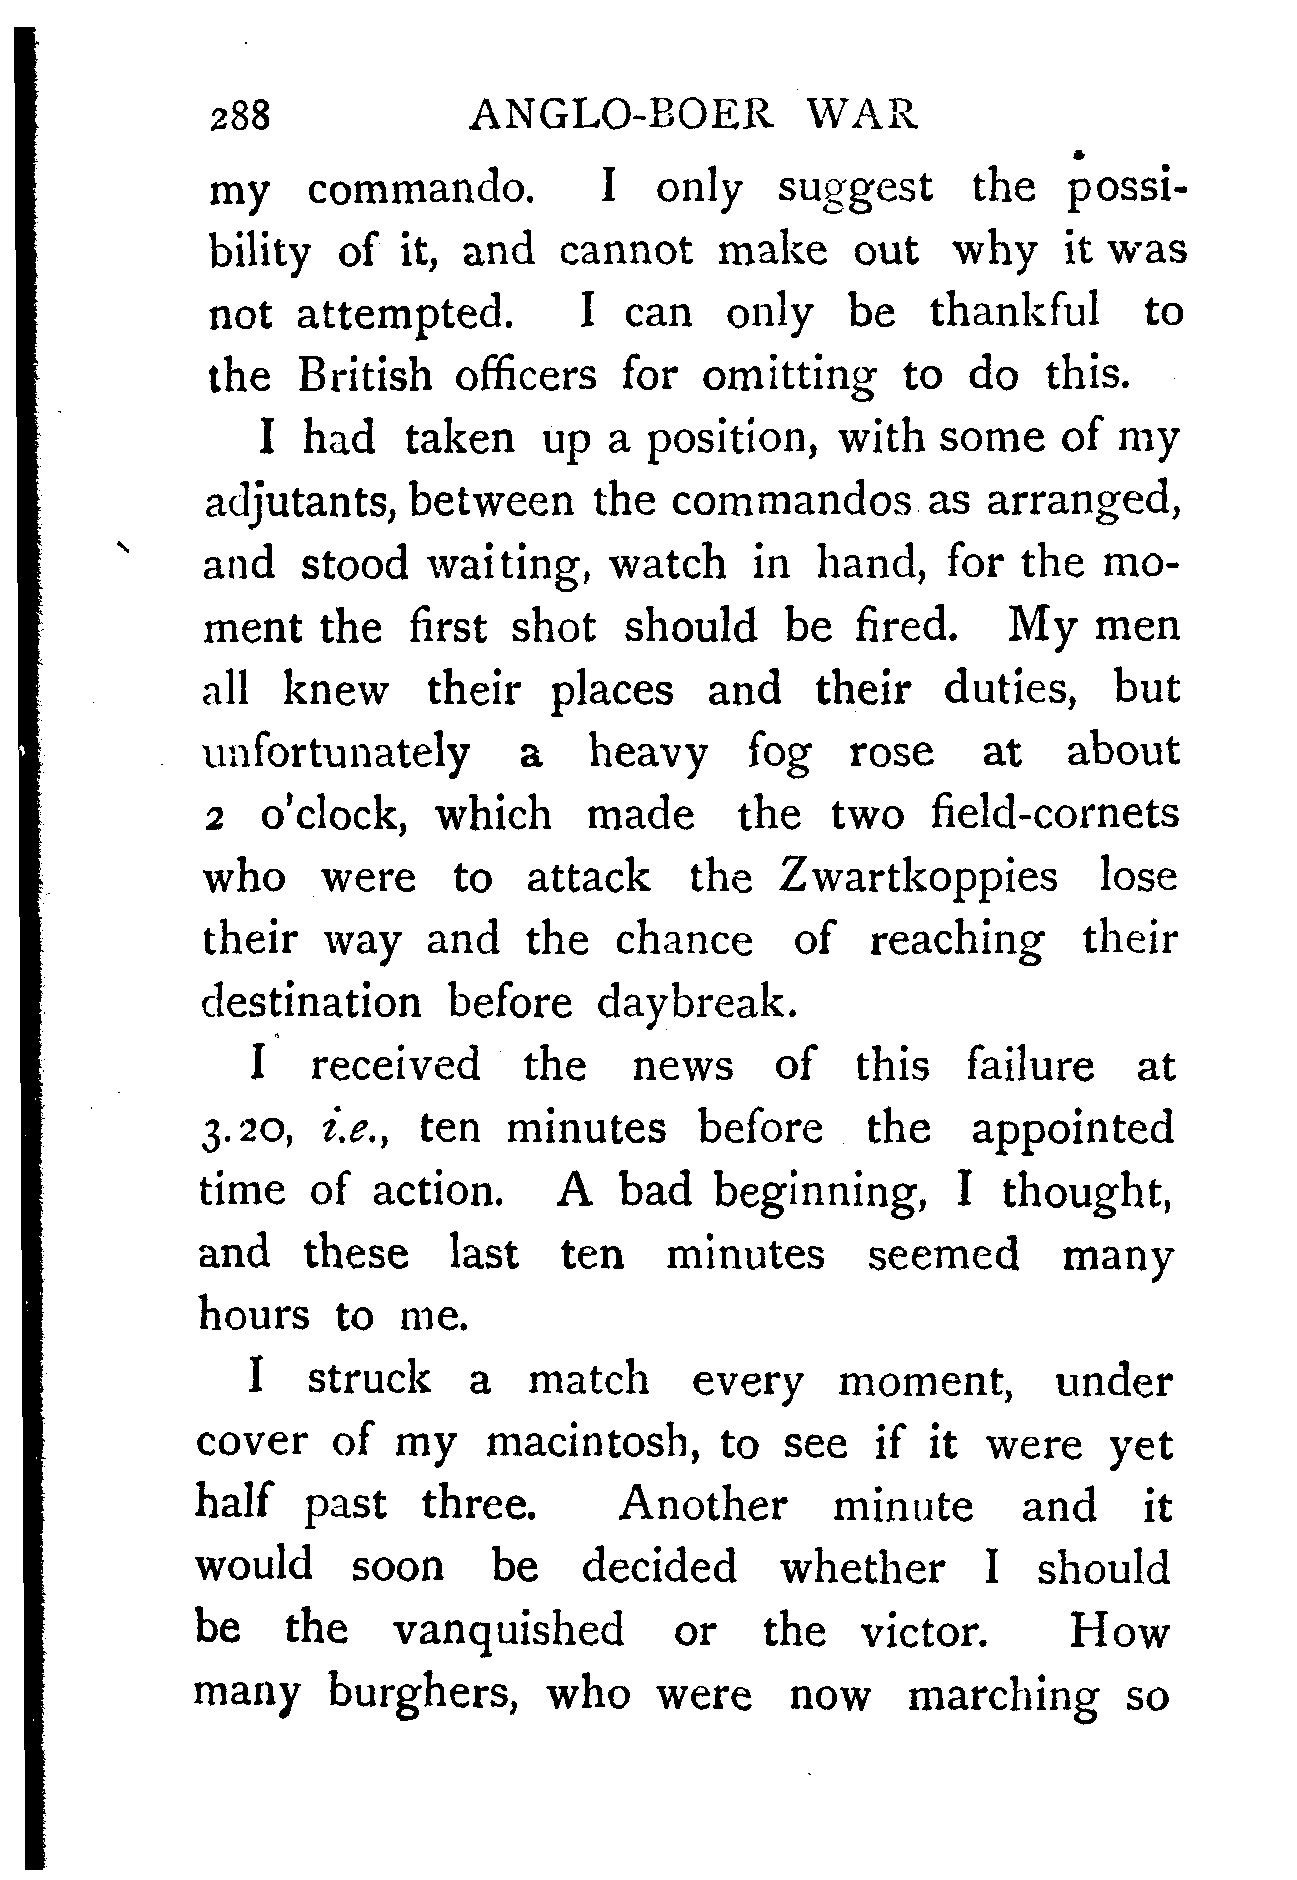 288 ANGLO-BOER WAR
my commando. I only suggest the possi-
bility of it, and cannot make out why it was
not attempted. I can only be thankful to
the British officers for omitting to do this.
I had taken up a position, with some of my
adjutants, between the commandos as arranged,
and stood waiting, watch in hand, for the mo-
ment the first shot should be fired. My men
all knew their places and their duties, but
unfortunately a heavy fog rose at about
2 o'clock, which made the two field-cornets
who were to attack the Zwartkoppies lose
their way and the chance of reaching their
destination before daybreak.
I received the news of this failure at
3.20, i.e., ten minutes before the appointed
time of action. A bad beginning, I thought,
and these last ten minutes seemed many
hours to me.
I struck a match every moment, under
cover of my macintosh, to see if it were yet
half past three. Another minute and it
would soon be decided whether I should
be the vanquished or the victor. How
many burghers, who were now marching so